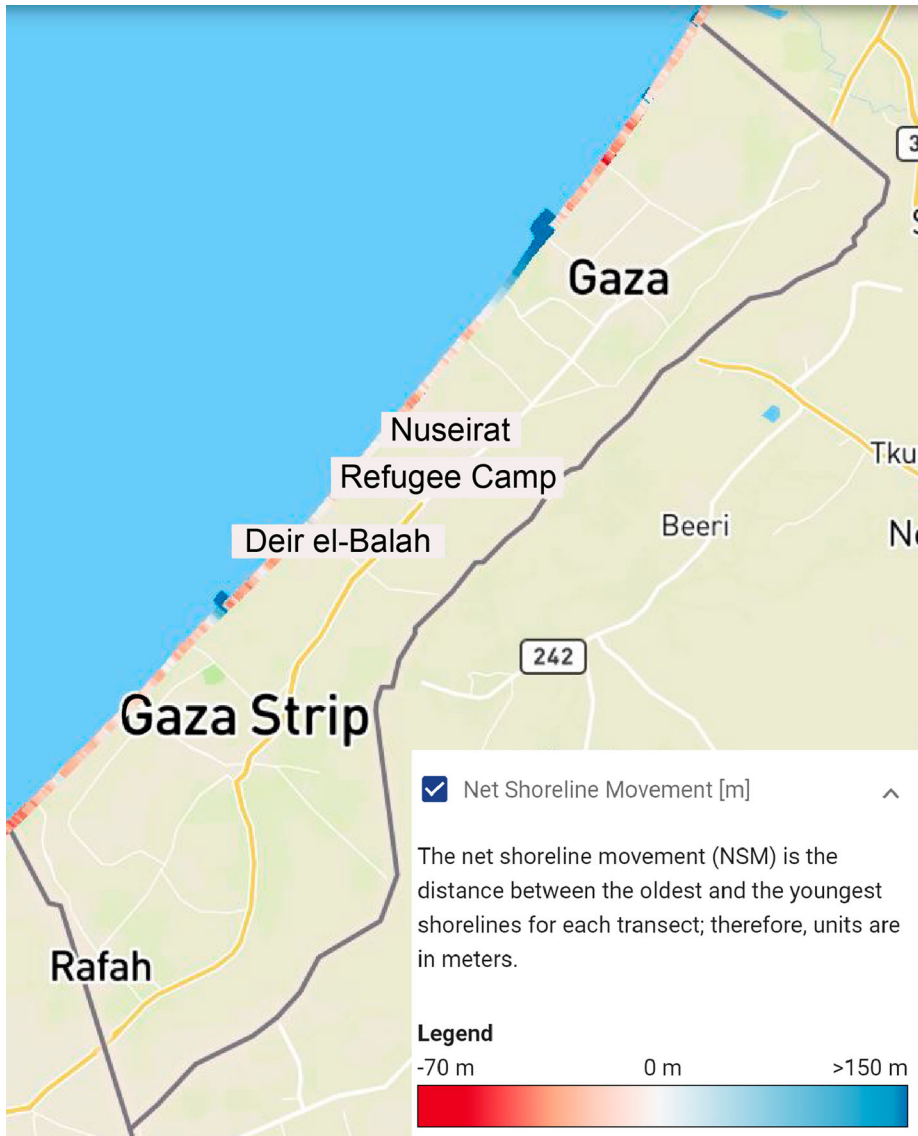 3
Gaza
Nuseirat
Refugee Camp
Beeri
Deir el-Balah
242
Gaza Strip
Rafah
Net Shoreline Movement [m]
The net shoreline movement (NSM) is the
distance between the oldest and the youngest
shorelines for each transect; therefore, units are
in meters.
Legend
-70 m 0 m >150 m